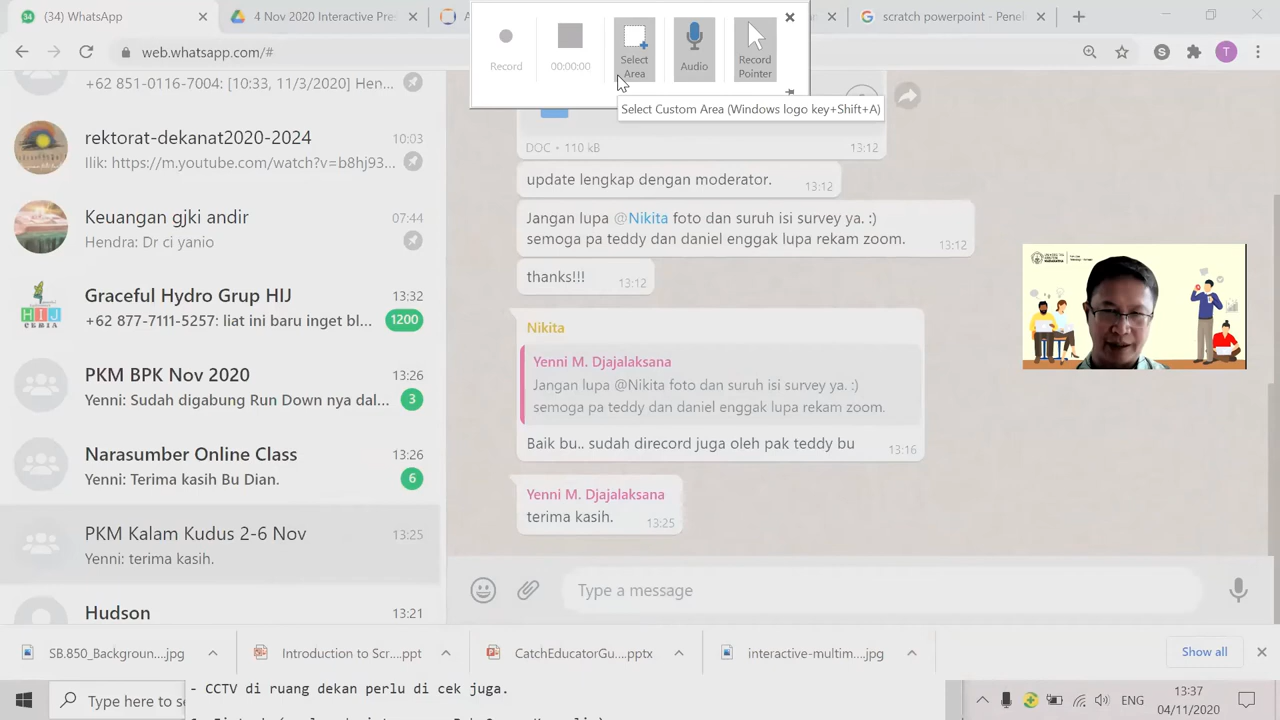 (34) WhatsApp
4 Nov 2020 Interactive Pres
scratch powerpoint - Penel
web.whatsapp.com/#
Record
00:00:00
Select
Area
Audio
Record
Pointer
Select Custom Area (Windows logo key+Shift+A)
+62 851-0116-7004: [10:33, 11/3/2020] Hen...
rektorat-dekanat2020-2024
10:03
Ilik: https://m.youtube.com/watch?v=b8hj93...
Keuangan gjki andir
07:44
Hendra: Dr ci yanio
Graceful Hydro Grup HIJ
13:32
+62 877-7111-5257: liat ini baru inget bl...
1200
PKM BPK Nov 2020
13:26
Yenni: Sudah digabung Run Down nya dal...
3
Narasumber Online Class
13:26
Yenni: Terima kasih Bu Dian.
6
PKM Kalam Kudus 2-6 Nov
13:25
Yenni: terima kasih.
Hudson
13:21
DOC • 110 kB
13:12
update lengkap dengan moderator.
13:12
Jangan lupa @Nikita foto dan suruh isi survey ya. :)
semoga pa teddy dan daniel enggak lupa rekam zoom.
13:12
thanks!!!
13:12
Nikita
Yenni M. Djajalaksana
Jangan lupa @Nikita foto dan suruh isi survey ya. :)
semoga pa teddy dan daniel enggak lupa rekam zoom.
Baik bu.. sudah direcord juga oleh pak teddy bu
13:16
Yenni M. Djajalaksana
terima kasih.
13:25
Type a message
SB.850_Backgroun....jpg
Introduction to Scr....ppt
CatchEducatorGu....pptx
interactive-multim....jpg
Show all
Type here to se
- CCTV di ruang dekan perlu di cek juga.
ENG
13:37
04/11/2020